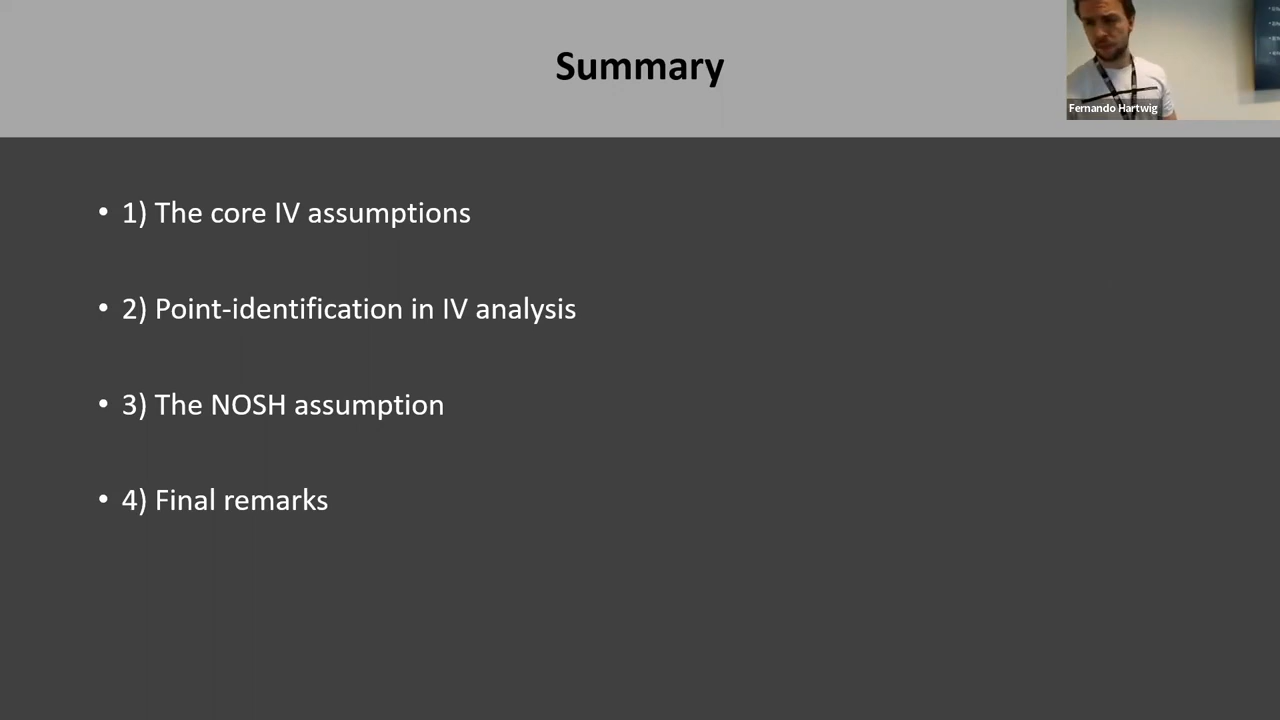 Summary
Fernando Hartwig
• 1) The core IV assumptions
• 2) Point-identification in IV analysis
• 3) The NOSH assumption
• 4) Final remarks